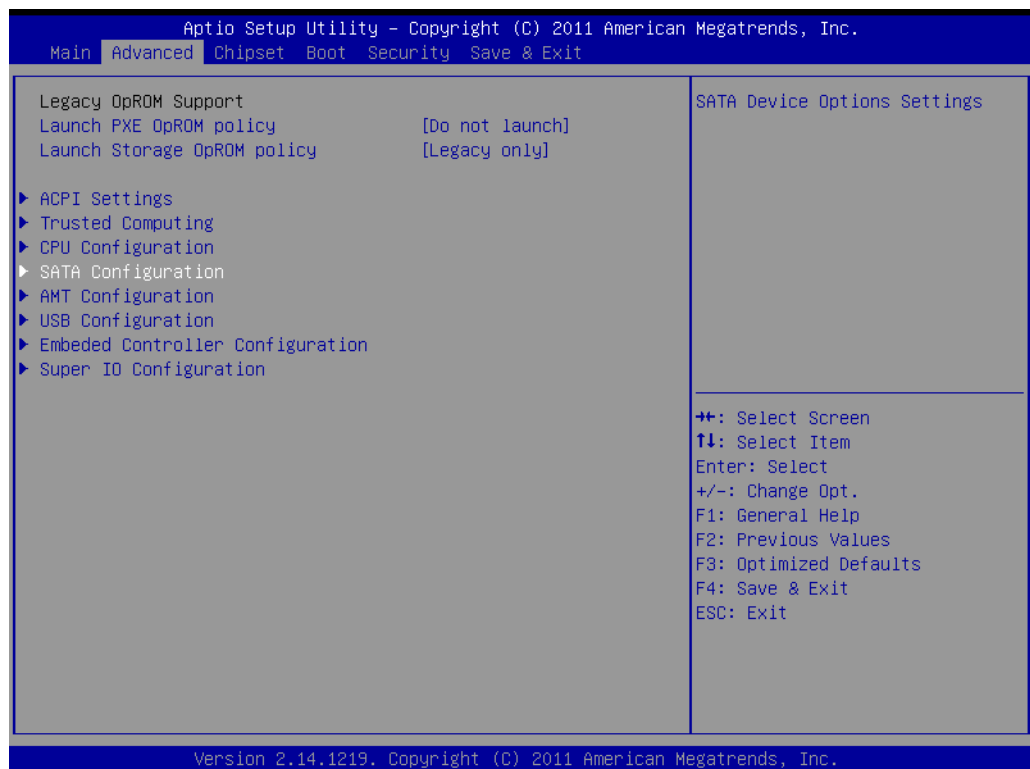 Aptio Setup Utility – Copyright (C) 2011 American Megatrends, Inc.
Main Advanced Chipset Boot Security Save & Exit
Legacy OpROM Support
Launch PXE OpROM policy [Do not launch]
Launch Storage OpROM policy [Legacy only]
► ACPI Settings
► Trusted Computing
► CPU Configuration
► SATA Configuration
► AMT Configuration
► USB Configuration
► Embeded Controller Configuration
► Super IO Configuration
SATA Device Options Settings
→←: Select Screen
↑↓: Select Item
Enter: Select
+/-: Change Opt.
F1: General Help
F2: Previous Values
F3: Optimized Defaults
F4: Save & Exit
ESC: Exit
Version 2.14.1219. Copyright (C) 2011 American Megatrends, Inc.